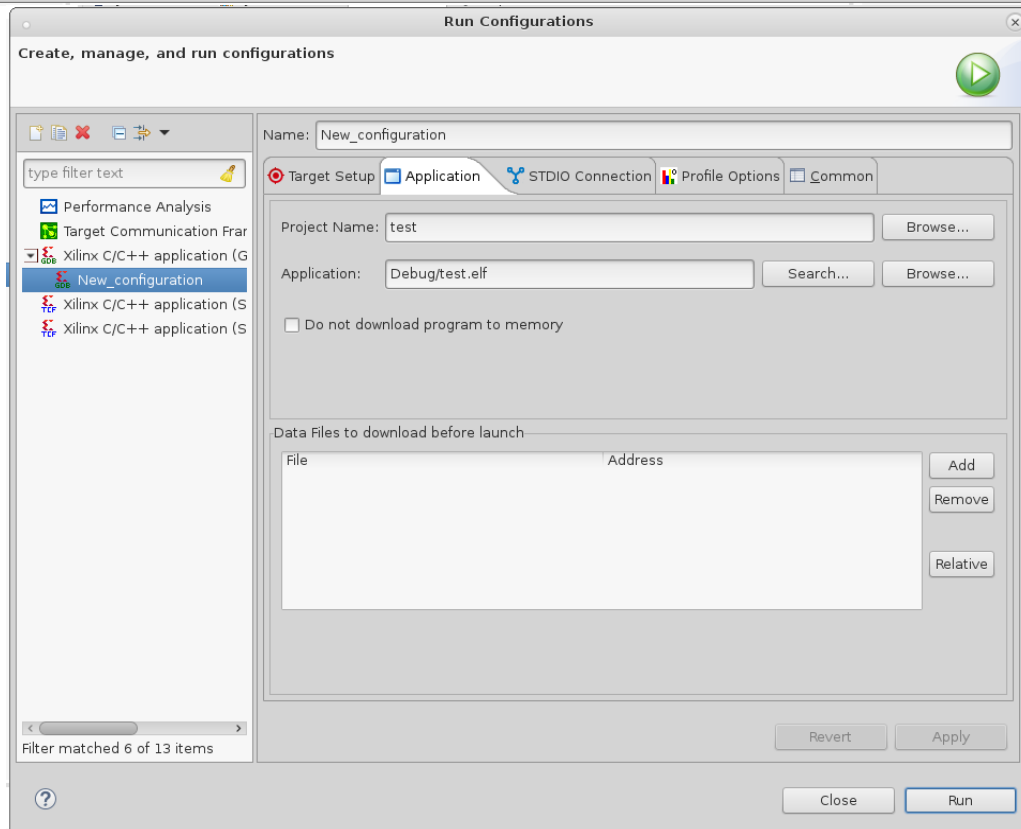 Run Configurations
Create, manage, and run configurations
Name: New_configuration
type filter text
Performance Analysis
Target Communication Fran
Xilinx C/C++ application (G
New_configuration
Xilinx C/C++ application (S
Xilinx C/C++ application (S
Filter matched 6 of 13 items
Target Setup Application STDIO Connection Profile Options Common
Project Name: test Browse...
Application: Debug/test.elf Search... Browse...
Do not download program to memory
Data Files to download before launch
File Address
Add
Remove
Relative
Revert Apply
? Close Run